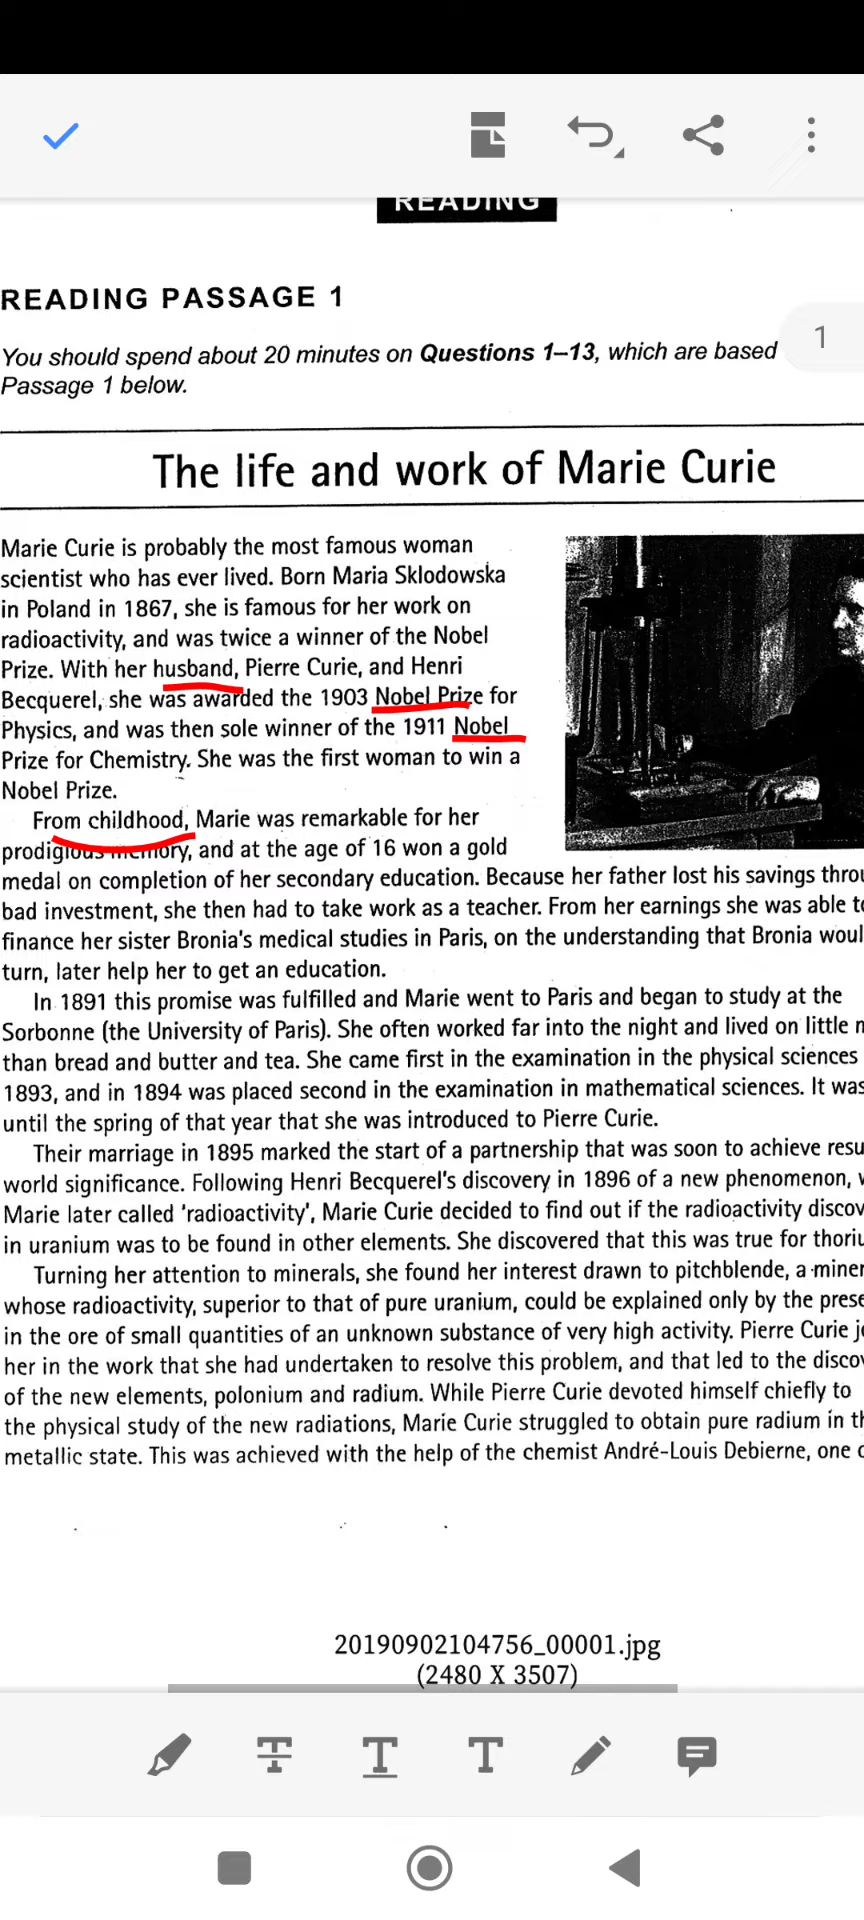 READING
READING PASSAGE 1
1
You should spend about 20 minutes on Questions 1–13, which are based
Passage 1 below.
The life and work of Marie Curie
Marie Curie is probably the most famous woman
scientist who has ever lived. Born Maria Sklodowska
in Poland in 1867, she is famous for her work on
radioactivity, and was twice a winner of the Nobel
Prize. With her husband, Pierre Curie, and Henri
Becquerel, she was awarded the 1903 Nobel Prize for
Physics, and was then sole winner of the 1911 Nobel
Prize for Chemistry. She was the first woman to win a
Nobel Prize.
From childhood, Marie was remarkable for her
prodigious memory, and at the age of 16 won a gold
medal on completion of her secondary education. Because her father lost his savings throu
bad investment, she then had to take work as a teacher. From her earnings she was able to
finance her sister Bronia's medical studies in Paris, on the understanding that Bronia woul
turn, later help her to get an education.
In 1891 this promise was fulfilled and Marie went to Paris and began to study at the
Sorbonne (the University of Paris). She often worked far into the night and lived on little m
than bread and butter and tea. She came first in the examination in the physical sciences
1893, and in 1894 was placed second in the examination in mathematical sciences. It was
until the spring of that year that she was introduced to Pierre Curie.
Their marriage in 1895 marked the start of a partnership that was soon to achieve resu
world significance. Following Henri Becquerel's discovery in 1896 of a new phenomenon, w
Marie later called 'radioactivity', Marie Curie decided to find out if the radioactivity discov
in uranium was to be found in other elements. She discovered that this was true for thoriu
Turning her attention to minerals, she found her interest drawn to pitchblende, a miner
whose radioactivity, superior to that of pure uranium, could be explained only by the prese
in the ore of small quantities of an unknown substance of very high activity. Pierre Curie jo
her in the work that she had undertaken to resolve this problem, and that led to the disco
of the new elements, polonium and radium. While Pierre Curie devoted himself chiefly to
the physical study of the new radiations, Marie Curie struggled to obtain pure radium in th
metallic state. This was achieved with the help of the chemist André-Louis Debierne, one o
20190902104756_00001.jpg
(2480 X 3507)
T
T
T